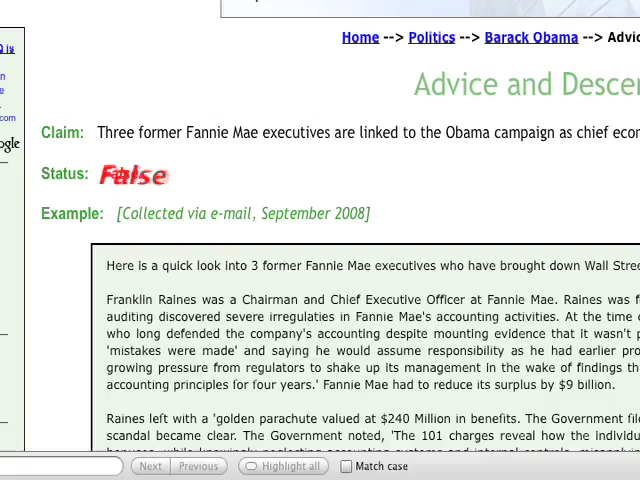 Home --> Politics --> Barack Obama --> Advic
Advice and Descen
Claim: Three former Fannie Mae executives are linked to the Obama campaign as chief econ
Status: False
Example: [Collected via e-mail, September 2008]
Here is a quick look into 3 former Fannie Mae executives who have brought down Wall Stree
Franklin Raines was a Chairman and Chief Executive Officer at Fannie Mae. Raines was f
auditing discovered severe irregulaties in Fannie Mae's accounting activities. At the time o
who long defended the company's accounting despite mounting evidence that it wasn't p
'mistakes were made' and saying he would assume responsibility as he had earlier pro
growing pressure from regulators to shake up its management in the wake of findings tha
accounting principles for four years.' Fannie Mae had to reduce its surplus by $9 billion.
Raines left with a 'golden parachute valued at $240 Million in benefits. The Government file
scandal became clear. The Government noted, 'The 101 charges reveal how the individu
Next Previous Highlight all Match case